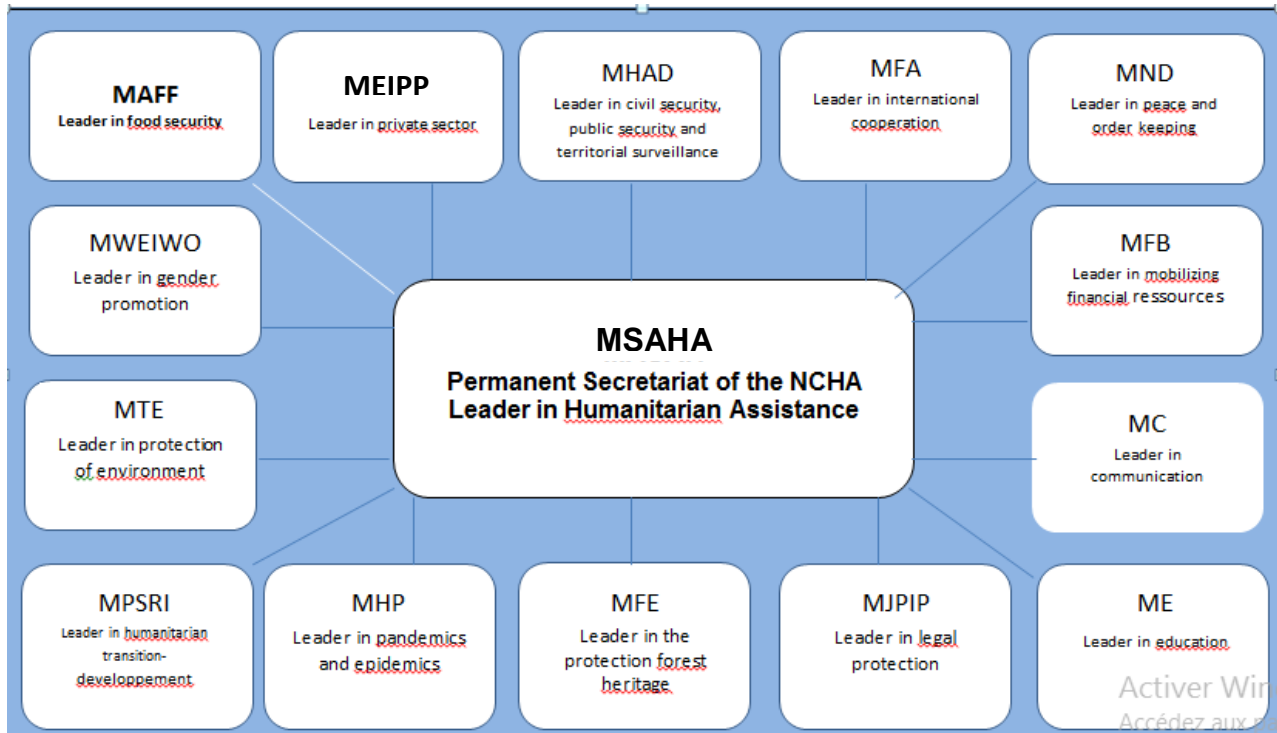 MAFF
Leader in food security
MEIPP
Leader in private sector
MHAD
Leader in civil security,
public security and
territorial surveillance
MFA
Leader in international
cooperation
MND
Leader in peace and
order keeping
MWEIWO
Leader in gender
promotion
MFB
Leader in mobilizing
financial ressources
MSAHA
Permanent Secretariat of the NCHA
Leader in Humanitarian Assistance
MTE
Leader in protection
of environment
MC
Leader in
communication
MPSRI
Leader in humanitarian
transition-
developpement
MHP
Leader in pandemics
and epidemics
MFE
Leader in the
protection forest
heritage
MJPIP
Leader in legal
protection
ME
Leader in education
Activer Win
Accédez aux